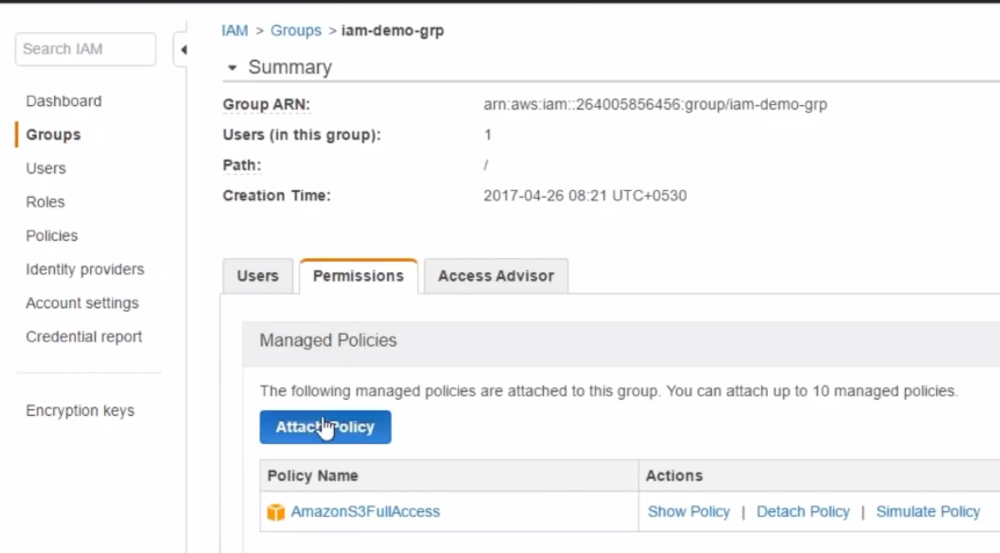 Search IAM
Dashboard
Groups
Users
Roles
Policies
Identity providers
Account settings
Credential report
Encryption keys
IAM > Groups > iam-demo-grp
Summary
Group ARN: arn:aws:iam::264005856456:group/iam-demo-grp
Users (in this group): 1
Path: /
Creation Time: 2017-04-26 08:21 UTC+0530
Users Permissions Access Advisor
Managed Policies
The following managed policies are attached to this group. You can attach up to 10 managed policies.
Attach Policy
Policy Name Actions
AmazonS3FullAccess Show Policy | Detach Policy | Simulate Policy